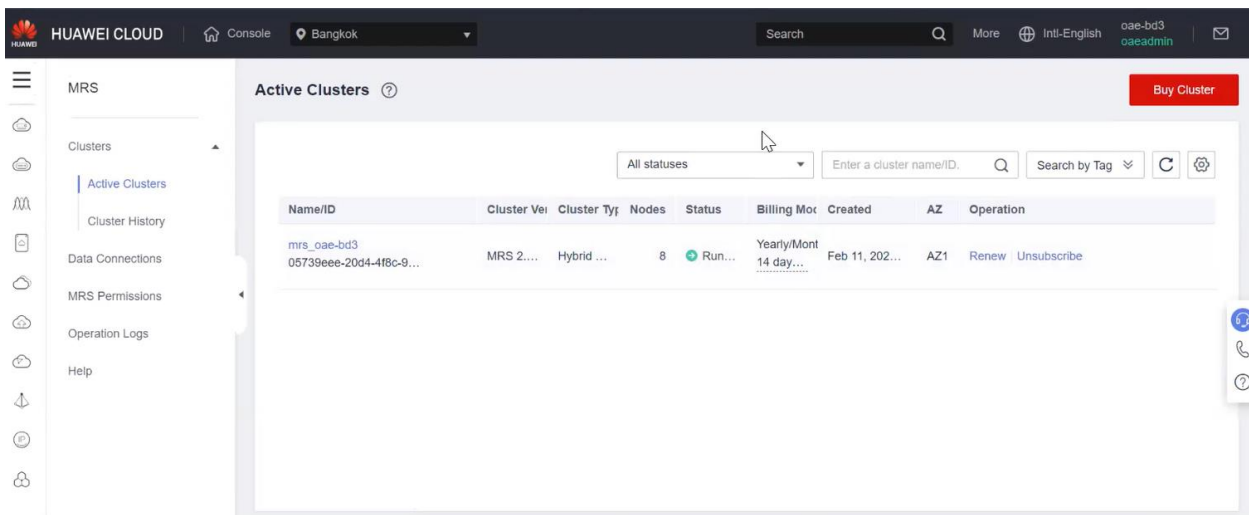 HUAWEI HUAWEI CLOUD Console Bangkok Search More Intl-English oae-bd3
oaeadmin
MRS
Active Clusters ?
Buy Cluster
Clusters
Active Clusters
Cluster History
Data Connections
MRS Permissions
Operation Logs
Help
All statuses Enter a cluster name/ID. Search by Tag
Name/ID Cluster Ver Cluster Typ Nodes Status Billing Mod Created AZ Operation
mrs_oae-bd3
05739eee-20d4-4f8c-9...
MRS 2.... Hybrid ... 8 Run... Yearly/Mont
14 day...
Feb 11, 202... AZ1 Renew Unsubscribe